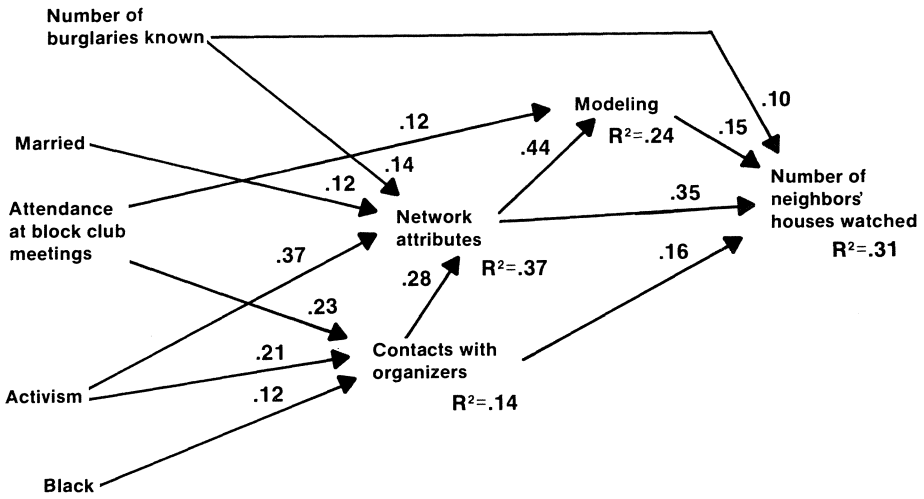 Number of
burglaries known
.10
Modeling
R²=.24
.12
.15
.44
Married
.14
.12
Number of
neighbors'
houses watched
R²=.31
.35
Attendance
at block club
meetings
Network
attributes
R²=.37
.37
.16
.28
.23
Contacts with
organizers
R²=.14
.21
.12
Activism
Black